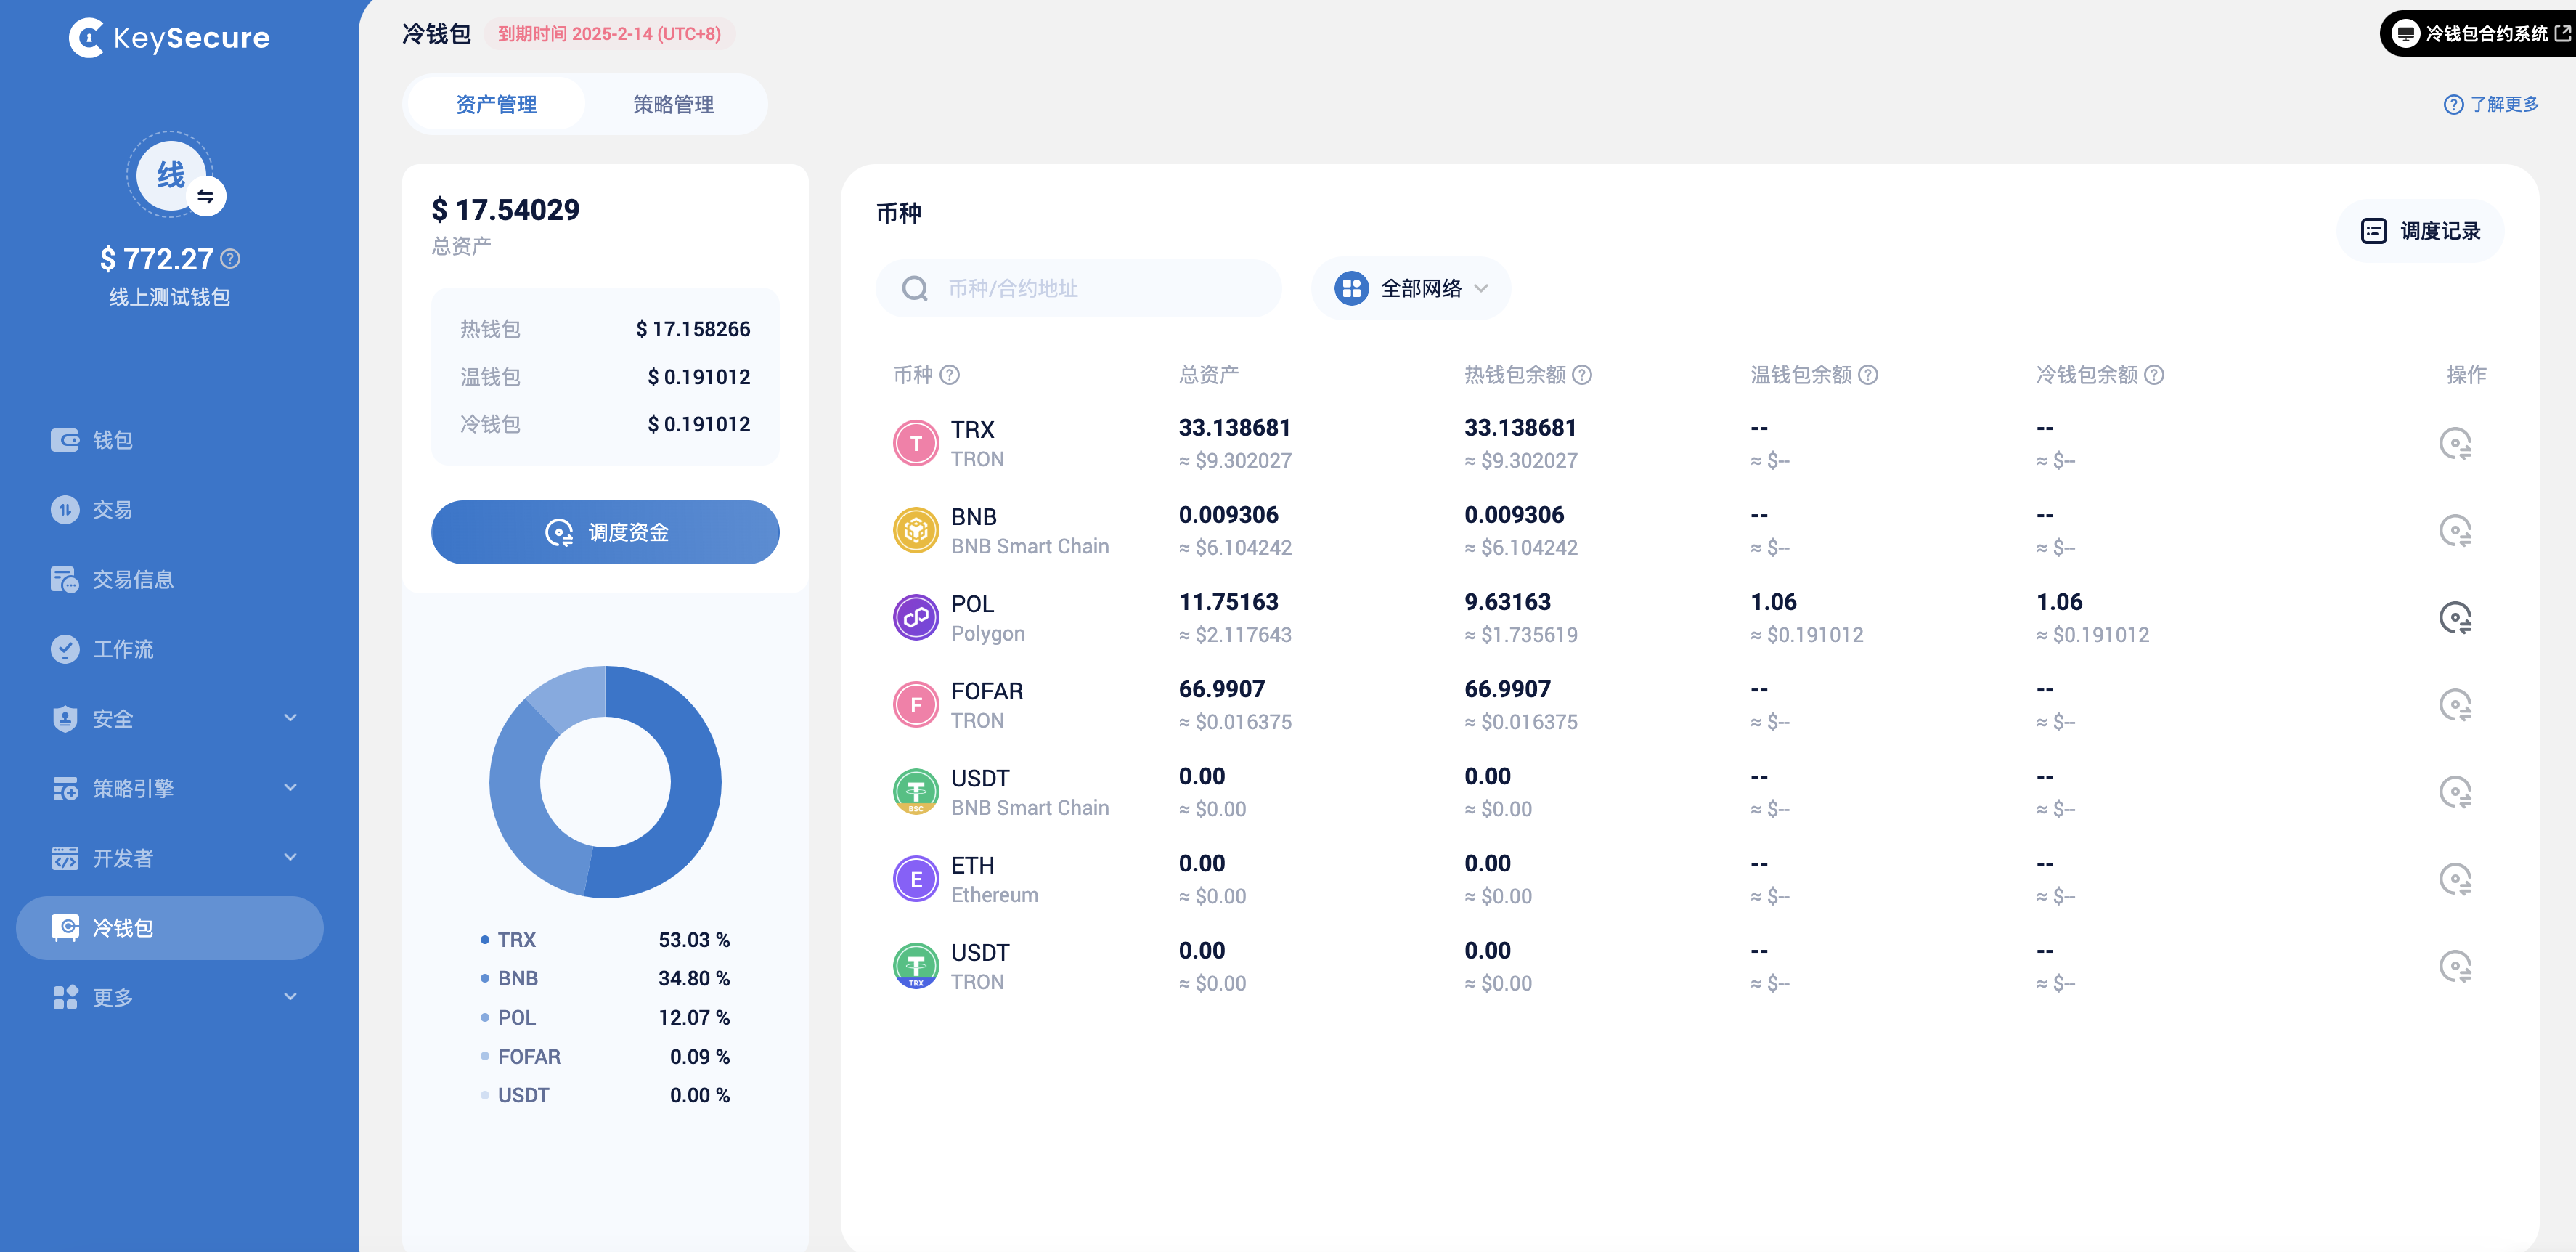 KeySecure
线
$ 772.27
线上测试钱包
钱包
交易
交易信息
工作流
安全
策略引擎
开发者
冷钱包
更多
冷钱包 到期时间 2025-2-14 (UTC+8)
冷钱包合约系统
资产管理 策略管理
了解更多
$ 17.54029
总资产
热钱包 $ 17.158266
温钱包 $ 0.191012
冷钱包 $ 0.191012
调度资金
TRX 53.03 %
BNB 34.80 %
POL 12.07 %
FOFAR 0.09 %
USDT 0.00 %
币种
调度记录
币种/合约地址 全部网络
币种 总资产 热钱包余额 温钱包余额 冷钱包余额 操作
T TRX 33.138681 33.138681 -- --
TRON ≈ $9.302027 ≈ $9.302027 ≈ $-- ≈ $--
BNB 0.009306 0.009306 -- --
BNB Smart Chain ≈ $6.104242 ≈ $6.104242 ≈ $-- ≈ $--
POL 11.75163 9.63163 1.06 1.06
Polygon ≈ $2.117643 ≈ $1.735619 ≈ $0.191012 ≈ $0.191012
F FOFAR 66.9907 66.9907 -- --
TRON ≈ $0.016375 ≈ $0.016375 ≈ $-- ≈ $--
USDT 0.00 0.00 -- --
BSC BNB Smart Chain ≈ $0.00 ≈ $0.00 ≈ $-- ≈ $--
E ETH 0.00 0.00 -- --
Ethereum ≈ $0.00 ≈ $0.00 ≈ $-- ≈ $--
USDT 0.00 0.00 -- --
TRX TRON ≈ $0.00 ≈ $0.00 ≈ $-- ≈ $--